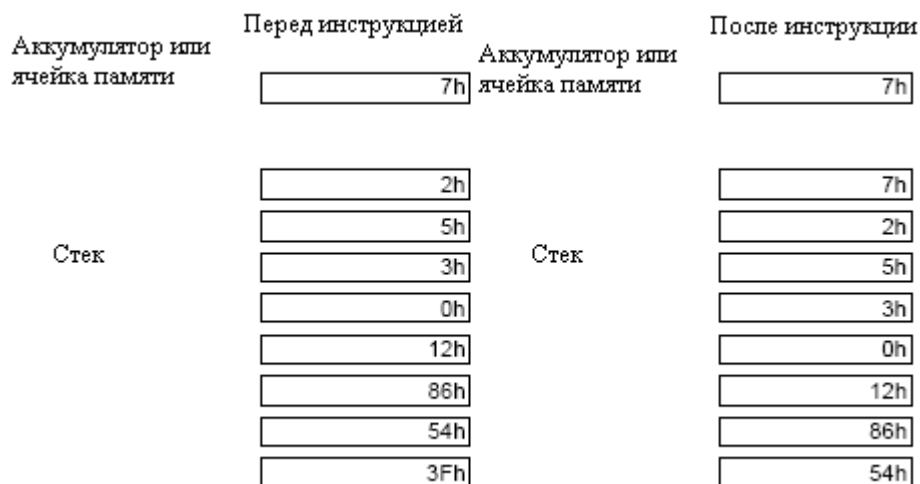 Перед инструкцией
После инструкции
Аккумулятор или
ячейка памяти
7h
Аккумулятор или
ячейка памяти
7h
2h
7h
5h
2h
Стек
3h
Стек
5h
0h
3h
12h
0h
86h
12h
54h
86h
3Fh
54h